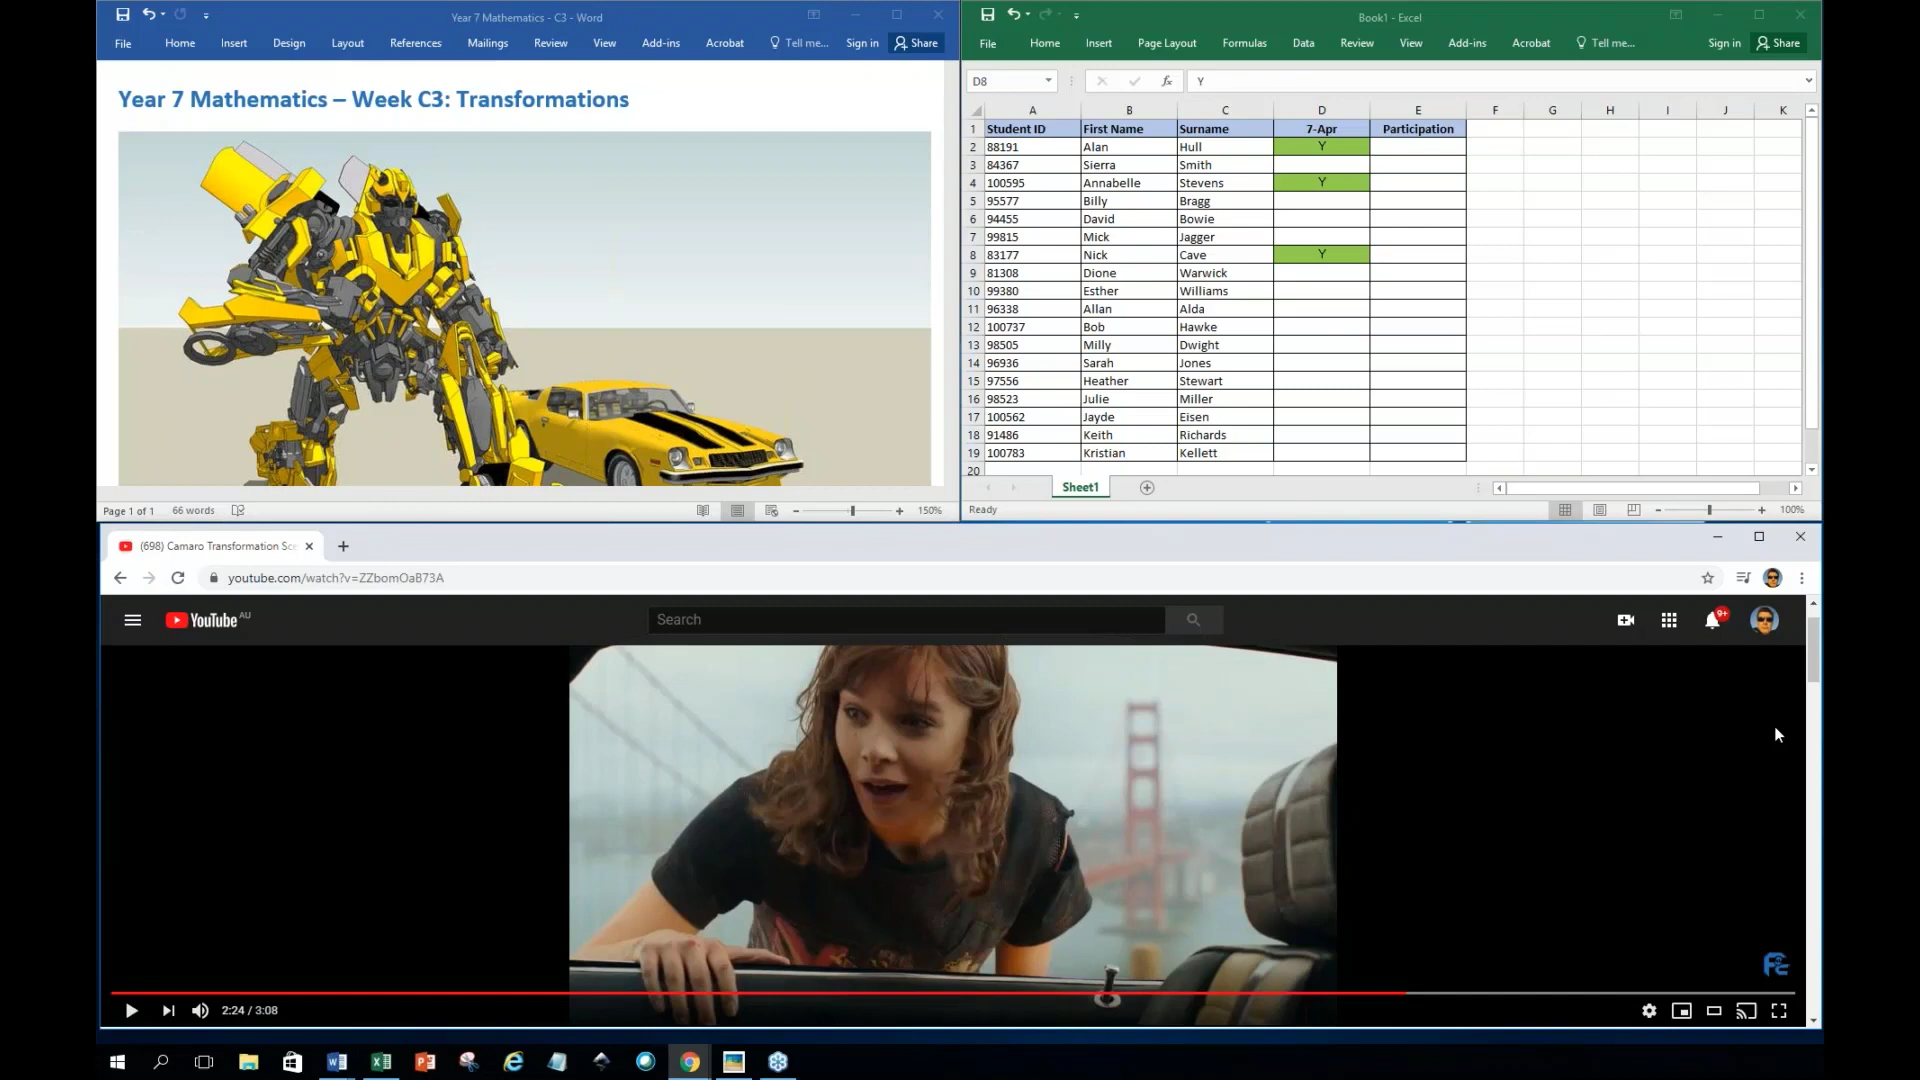 Year 7 Mathematics - C3 - Word
File Home Insert Design Layout References Mailings Review View Add-ins Acrobat Tell me... Sign in Share
Year 7 Mathematics – Week C3: Transformations
Page 1 of 1 66 words 150%
Book1 - Excel
File Home Insert Page Layout Formulas Data Review View Add-ins Acrobat Tell me... Sign in Share
D8 fx Y
A B C D E F G H I J K
1 Student ID First Name Surname 7-Apr Participation
2 88191 Alan Hull Y
3 84367 Sierra Smith
4 100595 Annabelle Stevens Y
5 95577 Billy Bragg
6 94455 David Bowie
7 99815 Mick Jagger
8 83177 Nick Cave Y
9 81308 Dione Warwick
10 99380 Esther Williams
11 96338 Allan Alda
12 100737 Bob Hawke
13 98505 Milly Dwight
14 96936 Sarah Jones
15 97556 Heather Stewart
16 98523 Julie Miller
17 100562 Jayde Eisen
18 91486 Keith Richards
19 100783 Kristian Kellett
20
Sheet1
Ready 100%
(698) Camaro Transformation Sce
youtube.com/watch?v=ZZbomOaB73A
YouTube AU Search 9+
2:24 / 3:08